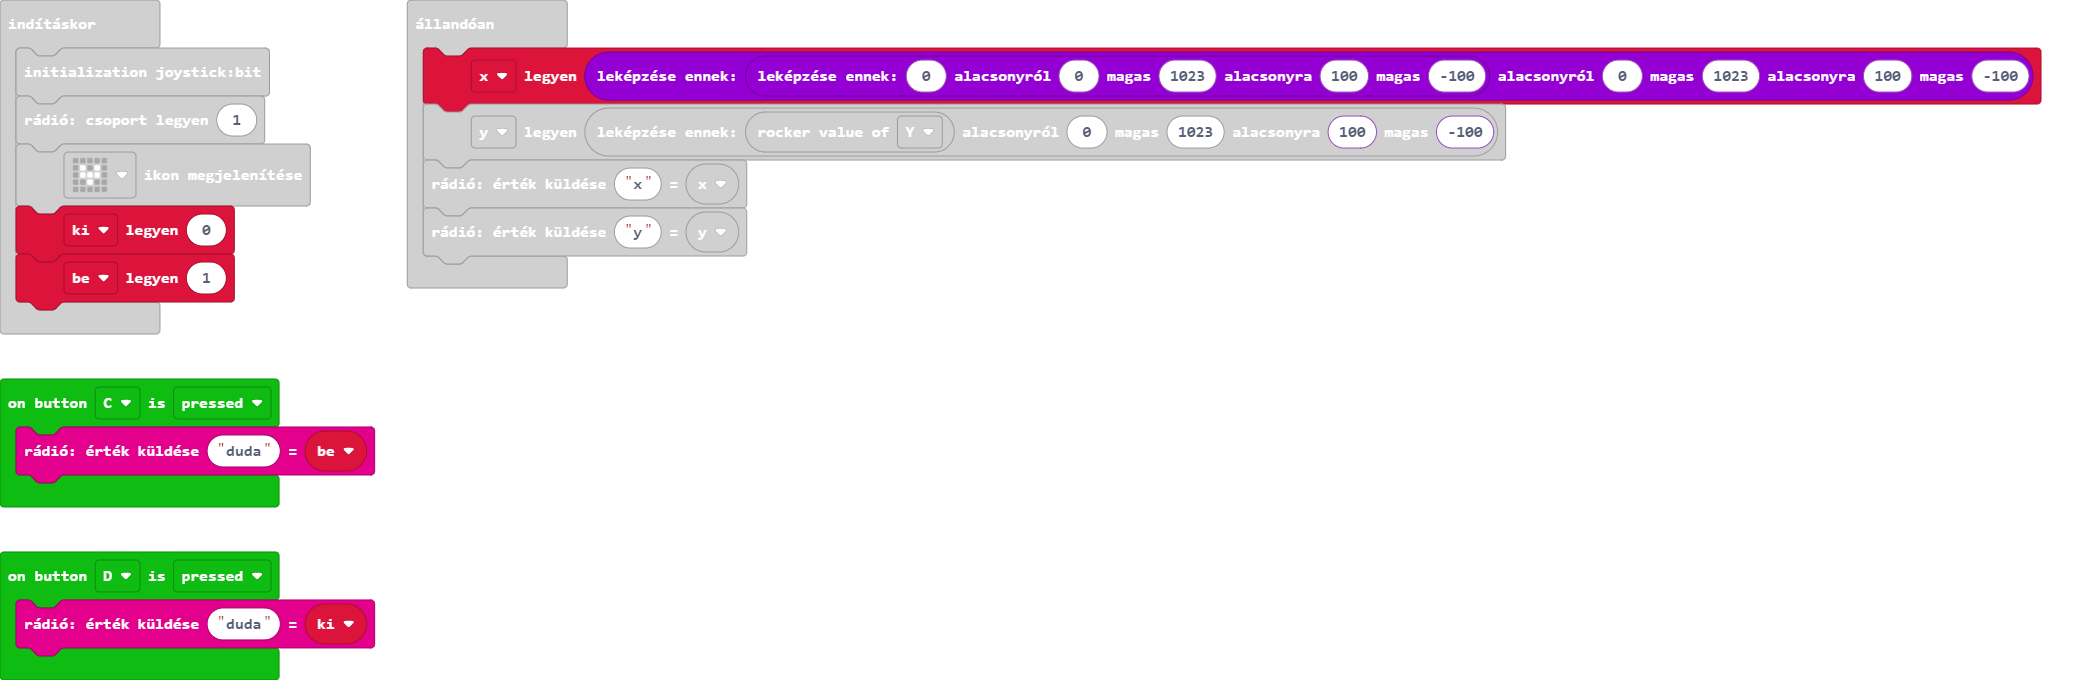 indításkor
initialization joystick:bit
rádió: csoport legyen 1
ikon megjelenítése
ki legyen 0
be legyen 1
állandóan
x legyen leképzése ennek: leképzése ennek: 0 alacsonyról 0 magas 1023 alacsonyra 100 magas -100 alacsonyról 0 magas 1023 alacsonyra 100 magas -100
y legyen leképzése ennek: rocker value of Y alacsonyról 0 magas 1023 alacsonyra 100 magas -100
rádió: érték küldése "x" = x
rádió: érték küldése "y" = y
on button C is pressed
rádió: érték küldése "duda" = be
on button D is pressed
rádió: érték küldése "duda" = ki